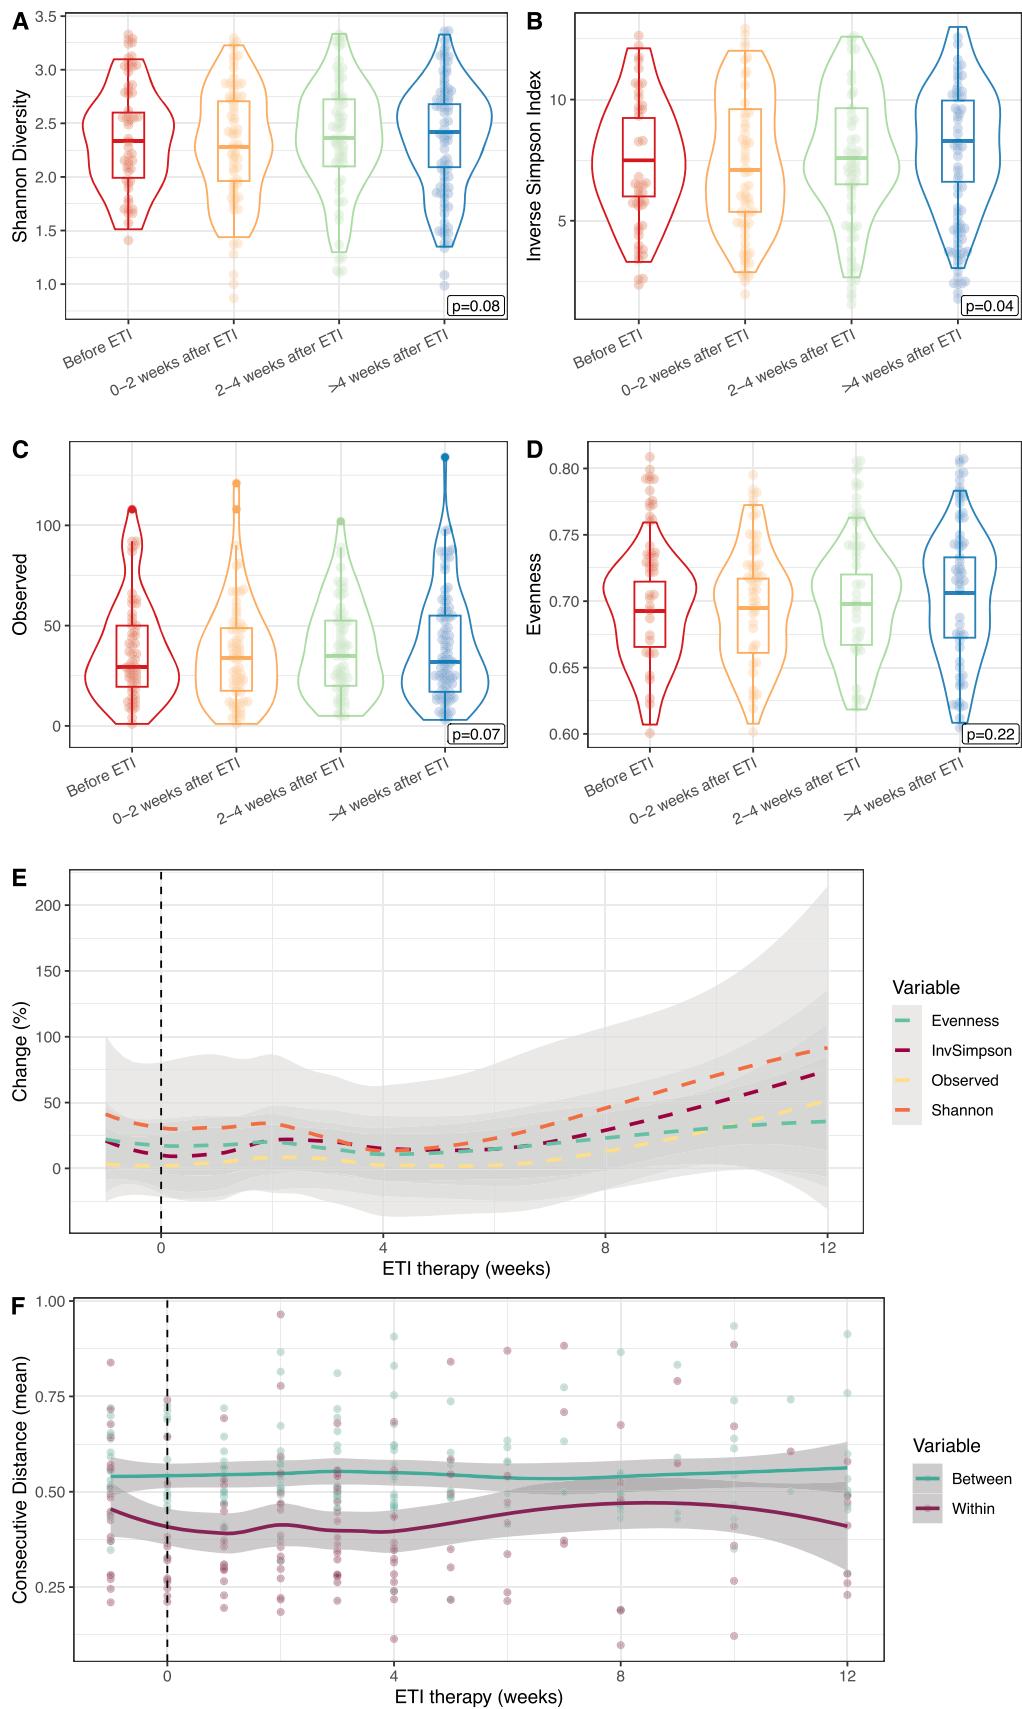 A
Shannon Diversity
3.5
3.0
2.5
2.0
1.5
1.0
p=0.08
Before ETI
0−2 weeks after ETI
2−4 weeks after ETI
>4 weeks after ETI
B
Inverse Simpson Index
10
5
p=0.04
Before ETI
0−2 weeks after ETI
2−4 weeks after ETI
>4 weeks after ETI
C
Observed
100
50
0
p=0.07
Before ETI
0−2 weeks after ETI
2−4 weeks after ETI
>4 weeks after ETI
D
Evenness
0.80
0.75
0.70
0.65
0.60
p=0.22
Before ETI
0−2 weeks after ETI
2−4 weeks after ETI
>4 weeks after ETI
E
Change (%)
200
150
100
50
0
0 4 8 12
ETI therapy (weeks)
Variable
Evenness
InvSimpson
Observed
Shannon
F
Consecutive Distance (mean)
1.00
0.75
0.50
0.25
0 4 8 12
ETI therapy (weeks)
Variable
Between
Within